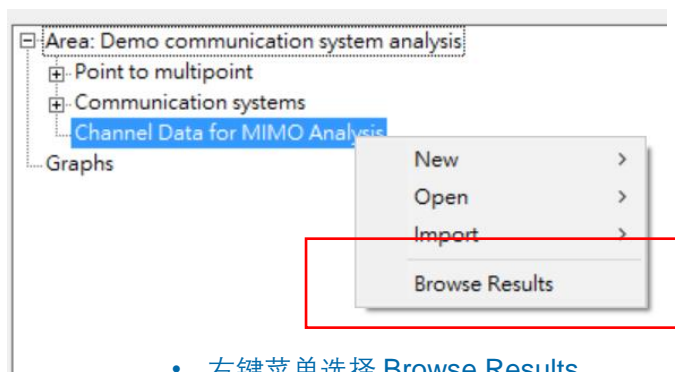 Area: Demo communication system analysis
Point to multipoint
Communication systems
Channel Data for MIMO Analysis
Graphs
New
Open
Import
Browse Results
• 右键菜单选择 Browse Results